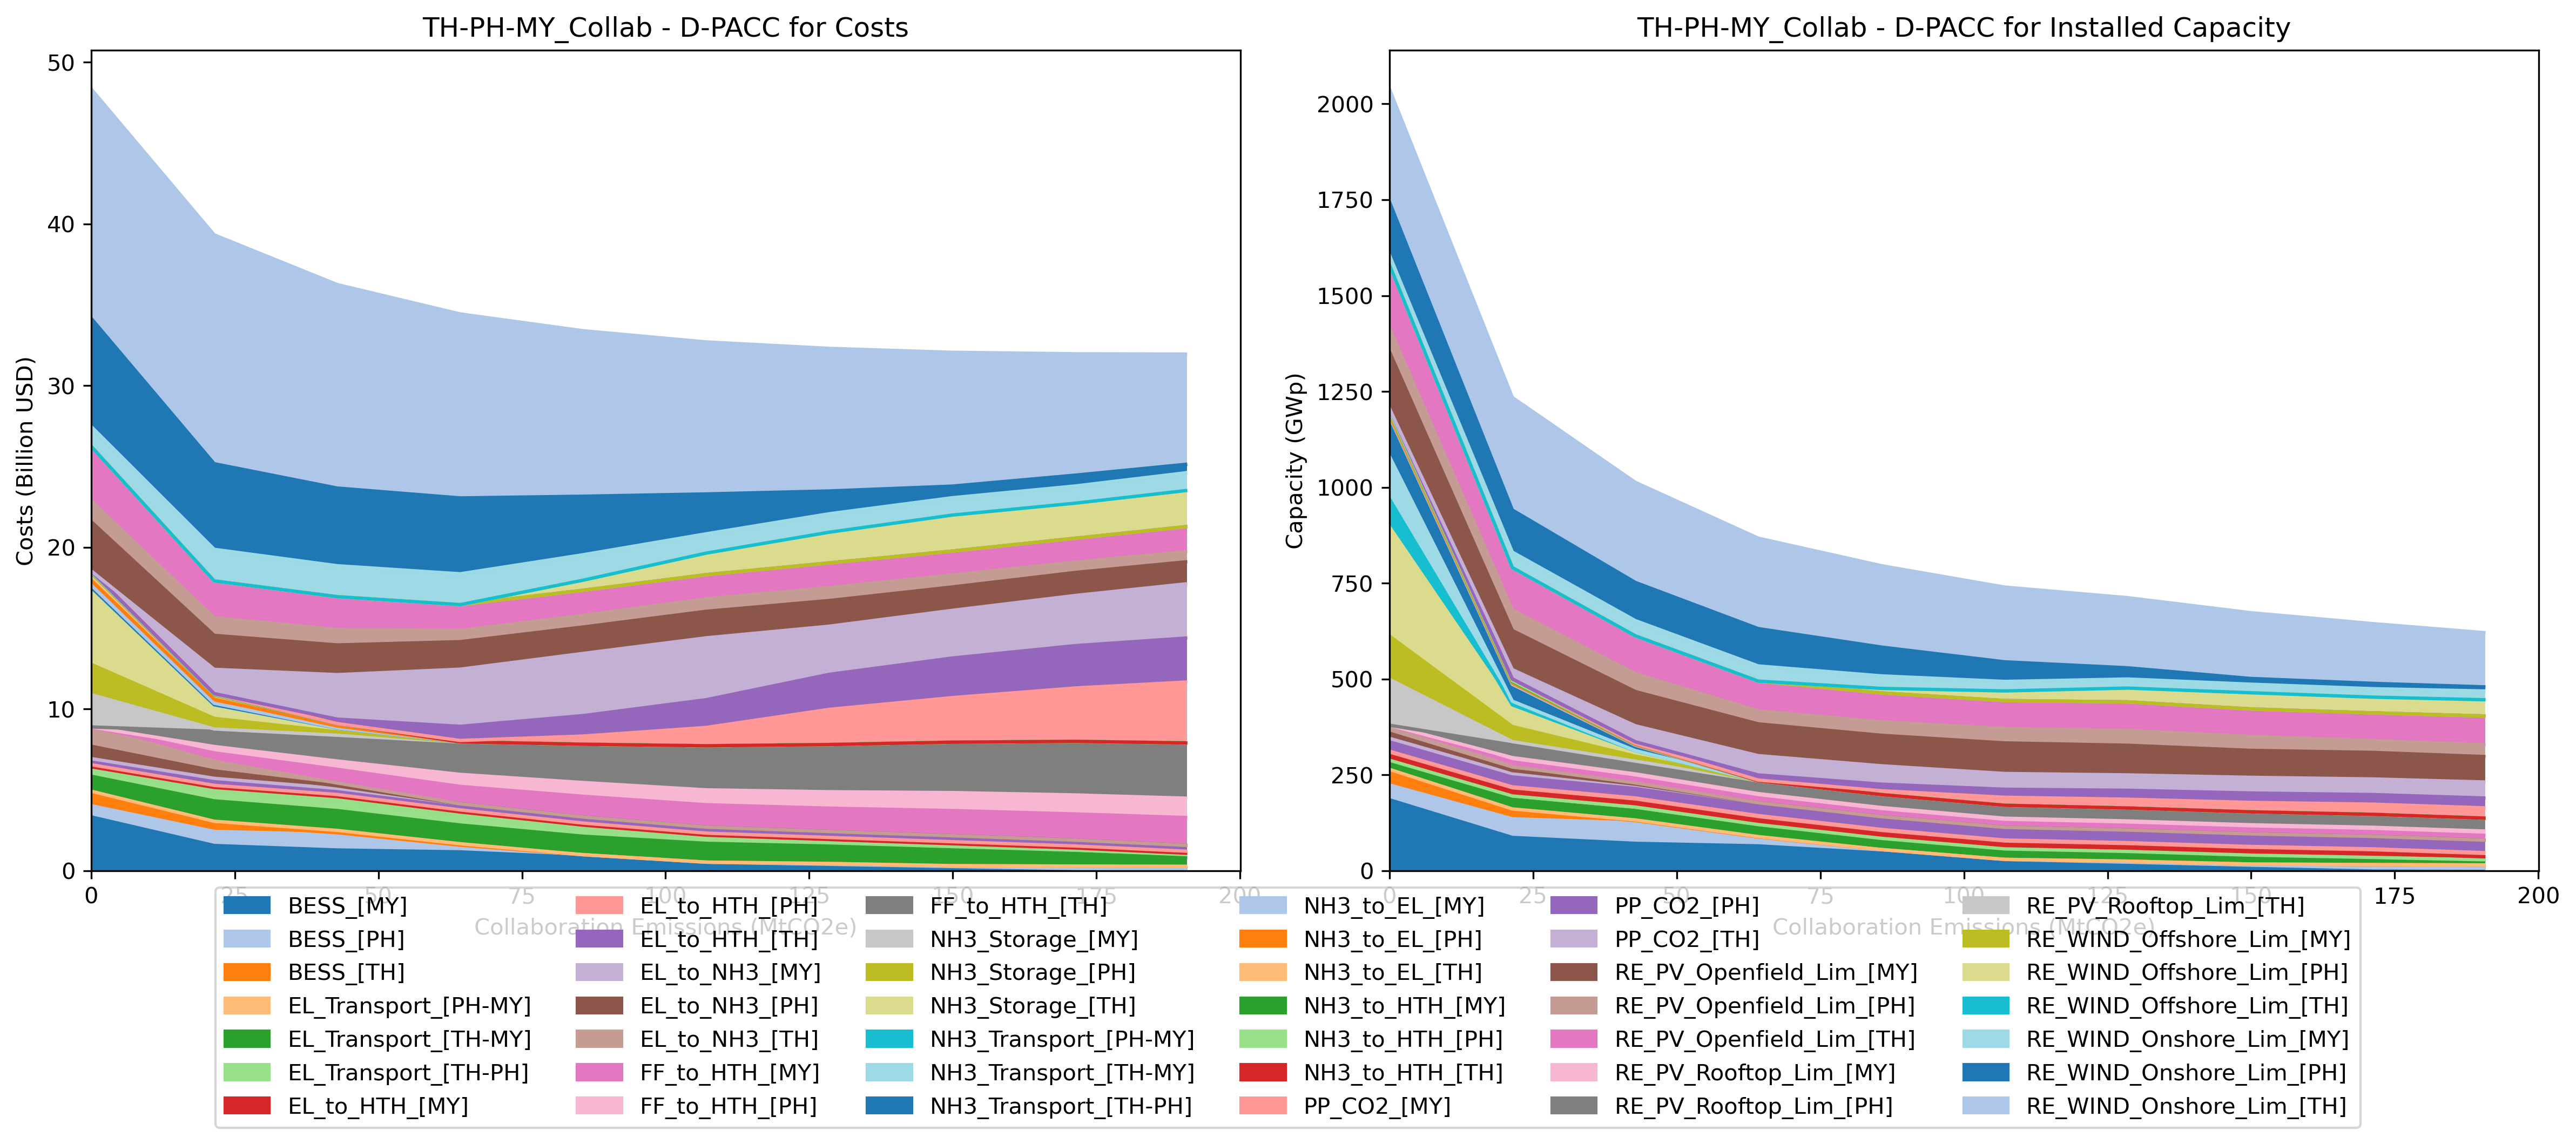 TH-PH-MY_Collab - D-PACC for Costs
Costs (Billion USD)
50
40
30
20
10
0
0 25 50 75 100 125 150 175 200
Collaboration Emissions (MtCO2e)
TH-PH-MY_Collab - D-PACC for Installed Capacity
Capacity (GWp)
2000
1750
1500
1250
1000
750
500
250
0
0 25 50 75 100 125 150 175 200
Collaboration Emissions (MtCO2e)
BESS_[MY]
BESS_[PH]
BESS_[TH]
EL_Transport_[PH-MY]
EL_Transport_[TH-MY]
EL_Transport_[TH-PH]
EL_to_HTH_[MY]
EL_to_HTH_[PH]
EL_to_HTH_[TH]
EL_to_NH3_[MY]
EL_to_NH3_[PH]
EL_to_NH3_[TH]
FF_to_HTH_[MY]
FF_to_HTH_[PH]
FF_to_HTH_[TH]
NH3_Storage_[MY]
NH3_Storage_[PH]
NH3_Storage_[TH]
NH3_Transport_[PH-MY]
NH3_Transport_[TH-MY]
NH3_Transport_[TH-PH]
NH3_to_EL_[MY]
NH3_to_EL_[PH]
NH3_to_EL_[TH]
NH3_to_HTH_[MY]
NH3_to_HTH_[PH]
NH3_to_HTH_[TH]
PP_CO2_[MY]
PP_CO2_[PH]
PP_CO2_[TH]
RE_PV_Openfield_Lim_[MY]
RE_PV_Openfield_Lim_[PH]
RE_PV_Openfield_Lim_[TH]
RE_PV_Rooftop_Lim_[MY]
RE_PV_Rooftop_Lim_[PH]
RE_PV_Rooftop_Lim_[TH]
RE_WIND_Offshore_Lim_[MY]
RE_WIND_Offshore_Lim_[PH]
RE_WIND_Offshore_Lim_[TH]
RE_WIND_Onshore_Lim_[MY]
RE_WIND_Onshore_Lim_[PH]
RE_WIND_Onshore_Lim_[TH]